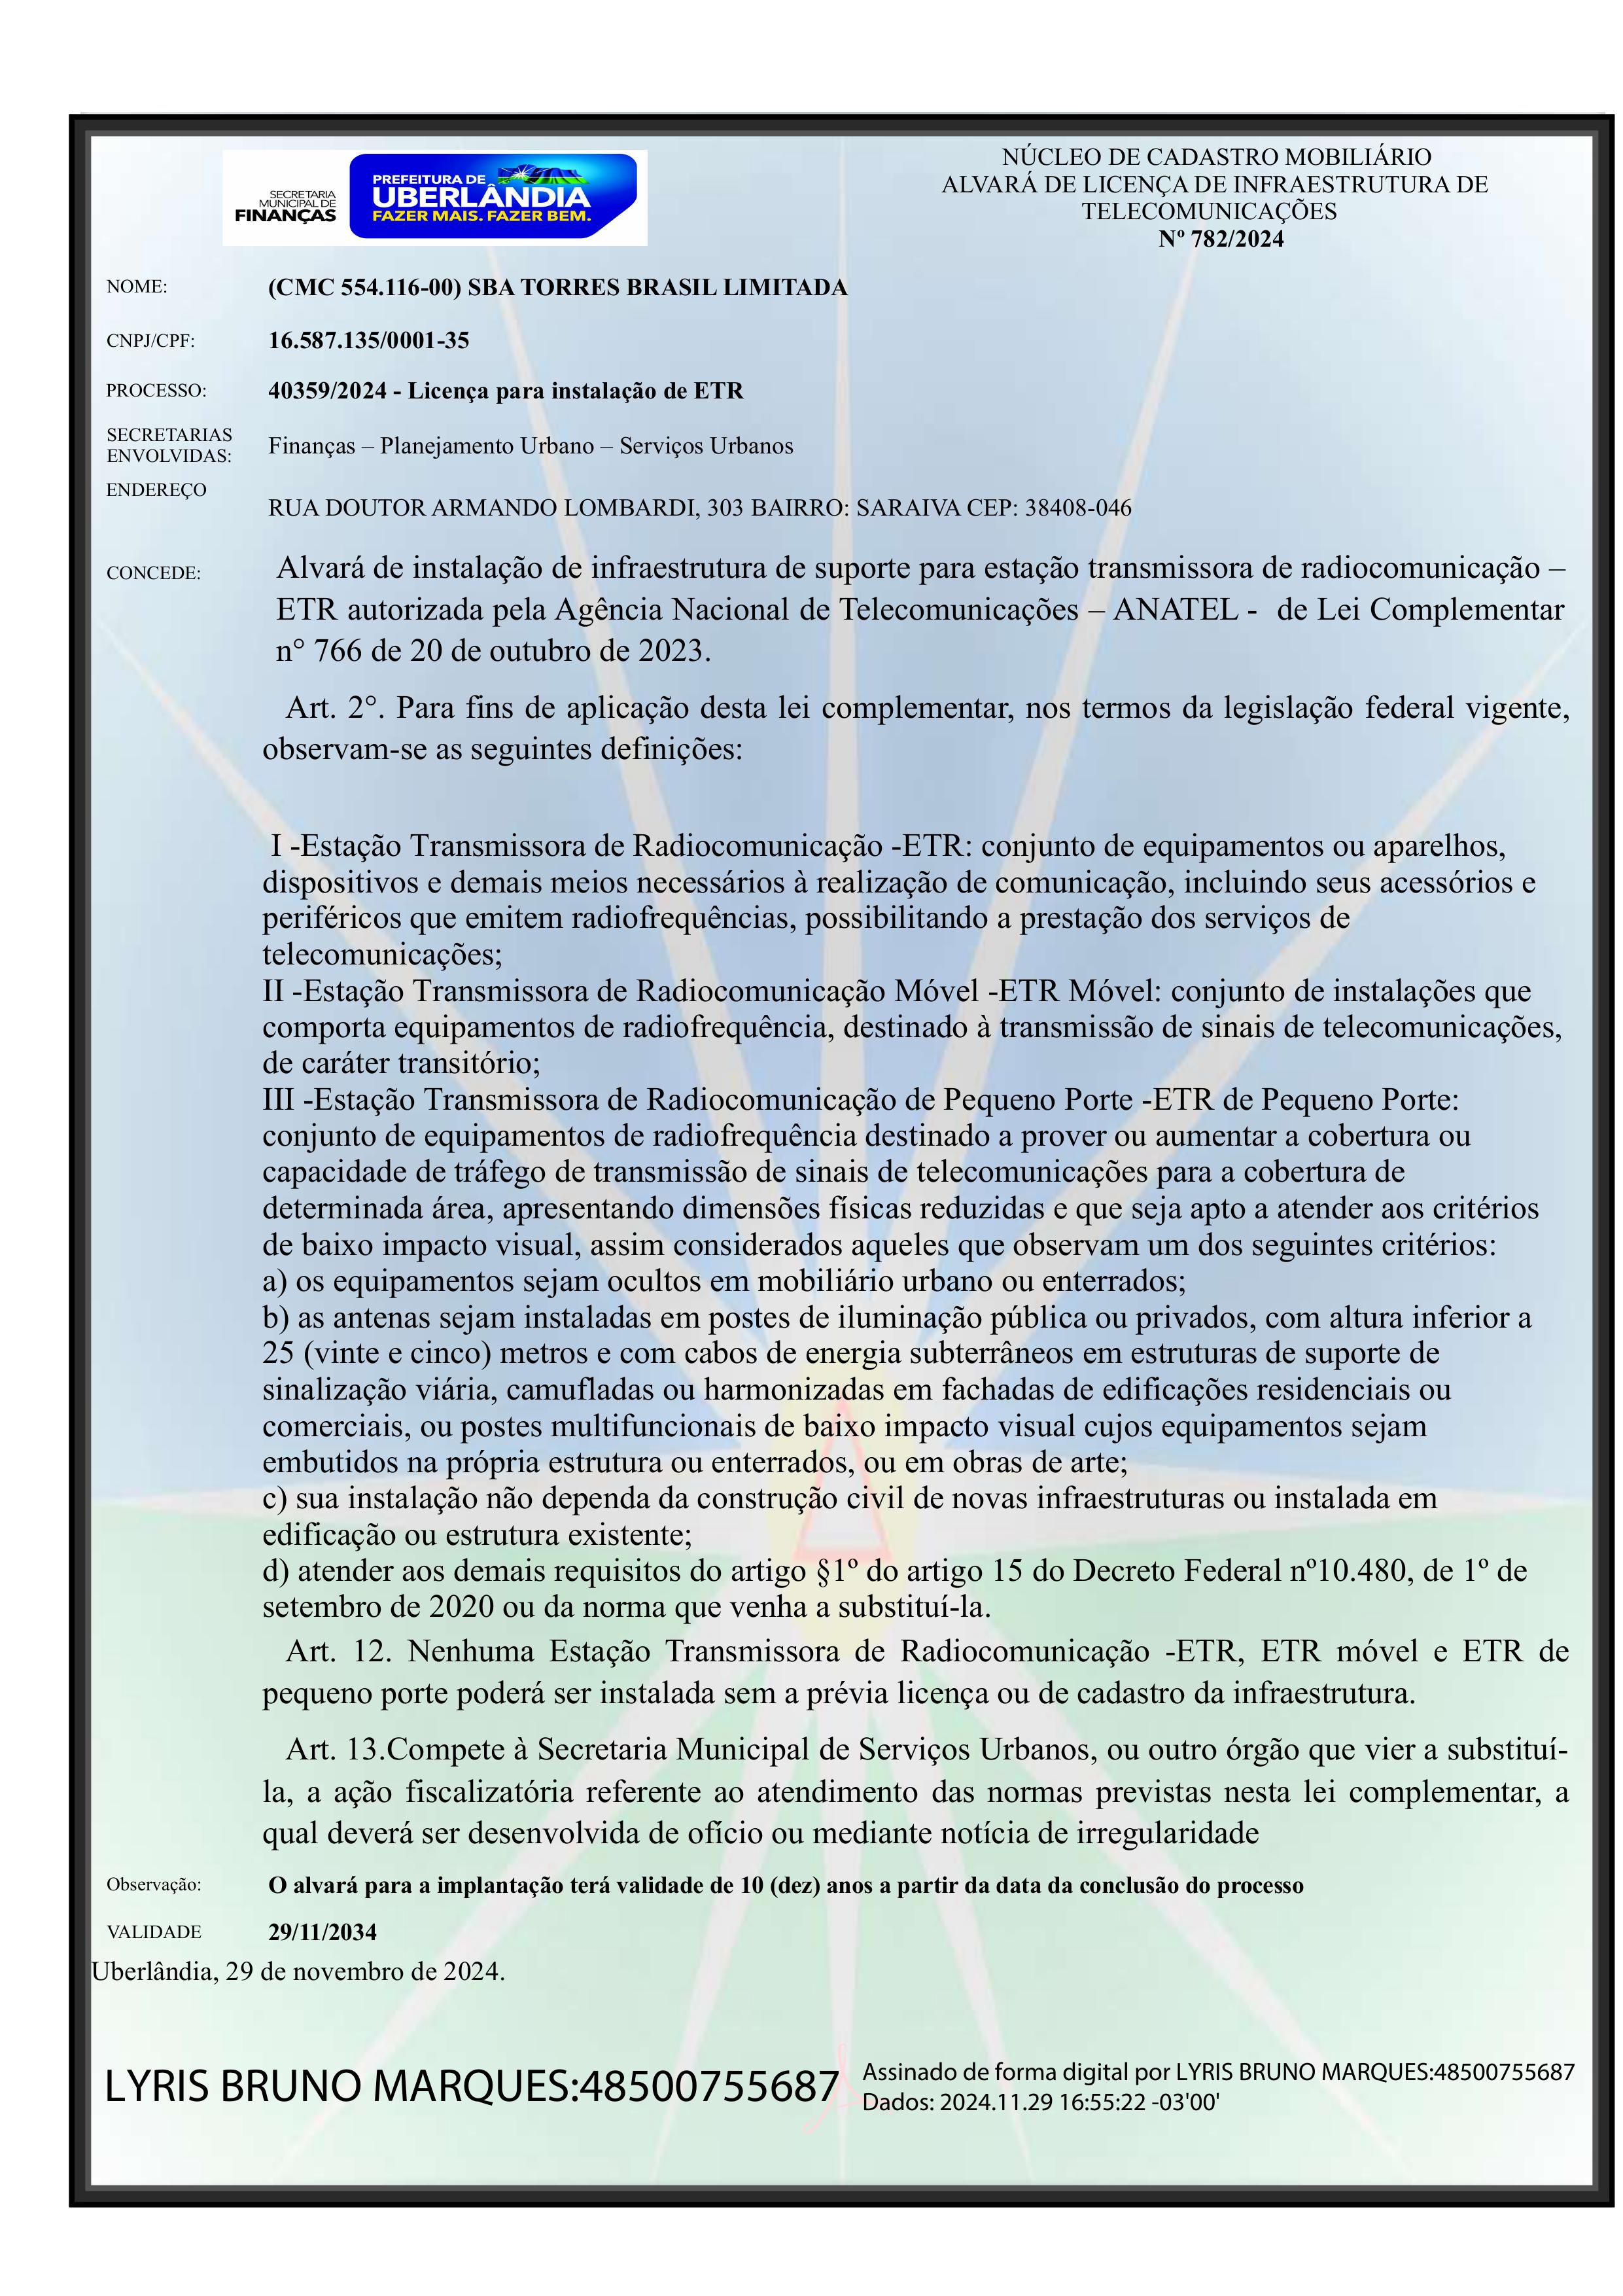 SECRETARIA
MUNICIPAL DE
FINANÇAS
PREFEITURA DE
UBERLÂNDIA
FAZER MAIS. FAZER BEM.
NÚCLEO DE CADASTRO MOBILIÁRIO
ALVARÁ DE LICENÇA DE INFRAESTRUTURA DE
TELECOMUNICAÇÕES
Nº 782/2024
NOME: (CMC 554.116-00) SBA TORRES BRASIL LIMITADA
CNPJ/CPF: 16.587.135/0001-35
PROCESSO: 40359/2024 - Licença para instalação de ETR
SECRETARIAS
ENVOLVIDAS: Finanças – Planejamento Urbano – Serviços Urbanos
ENDEREÇO
RUA DOUTOR ARMANDO LOMBARDI, 303 BAIRRO: SARAIVA CEP: 38408-046
CONCEDE: Alvará de instalação de infraestrutura de suporte para estação transmissora de radiocomunicação –
ETR autorizada pela Agência Nacional de Telecomunicações – ANATEL - de Lei Complementar
n° 766 de 20 de outubro de 2023.
Art. 2°. Para fins de aplicação desta lei complementar, nos termos da legislação federal vigente,
observam-se as seguintes definições:
I -Estação Transmissora de Radiocomunicação -ETR: conjunto de equipamentos ou aparelhos,
dispositivos e demais meios necessários à realização de comunicação, incluindo seus acessórios e
periféricos que emitem radiofrequências, possibilitando a prestação dos serviços de
telecomunicações;
II -Estação Transmissora de Radiocomunicação Móvel -ETR Móvel: conjunto de instalações que
comporta equipamentos de radiofrequência, destinado à transmissão de sinais de telecomunicações,
de caráter transitório;
III -Estação Transmissora de Radiocomunicação de Pequeno Porte -ETR de Pequeno Porte:
conjunto de equipamentos de radiofrequência destinado a prover ou aumentar a cobertura ou
capacidade de tráfego de transmissão de sinais de telecomunicações para a cobertura de
determinada área, apresentando dimensões físicas reduzidas e que seja apto a atender aos critérios
de baixo impacto visual, assim considerados aqueles que observam um dos seguintes critérios:
a) os equipamentos sejam ocultos em mobiliário urbano ou enterrados;
b) as antenas sejam instaladas em postes de iluminação pública ou privados, com altura inferior a
25 (vinte e cinco) metros e com cabos de energia subterrâneos em estruturas de suporte de
sinalização viária, camufladas ou harmonizadas em fachadas de edificações residenciais ou
comerciais, ou postes multifuncionais de baixo impacto visual cujos equipamentos sejam
embutidos na própria estrutura ou enterrados, ou em obras de arte;
c) sua instalação não dependa da construção civil de novas infraestruturas ou instalada em
edificação ou estrutura existente;
d) atender aos demais requisitos do artigo §1º do artigo 15 do Decreto Federal nº10.480, de 1º de
setembro de 2020 ou da norma que venha a substituí-la.
Art. 12. Nenhuma Estação Transmissora de Radiocomunicação -ETR, ETR móvel e ETR de
pequeno porte poderá ser instalada sem a prévia licença ou de cadastro da infraestrutura.
Art. 13.Compete à Secretaria Municipal de Serviços Urbanos, ou outro órgão que vier a substituí-
la, a ação fiscalizatória referente ao atendimento das normas previstas nesta lei complementar, a
qual deverá ser desenvolvida de ofício ou mediante notícia de irregularidade
Observação: O alvará para a implantação terá validade de 10 (dez) anos a partir da data da conclusão do processo
VALIDADE 29/11/2034
Uberlândia, 29 de novembro de 2024.
LYRIS BRUNO MARQUES:48500755687
Assinado de forma digital por LYRIS BRUNO MARQUES:48500755687
Dados: 2024.11.29 16:55:22 -03'00'